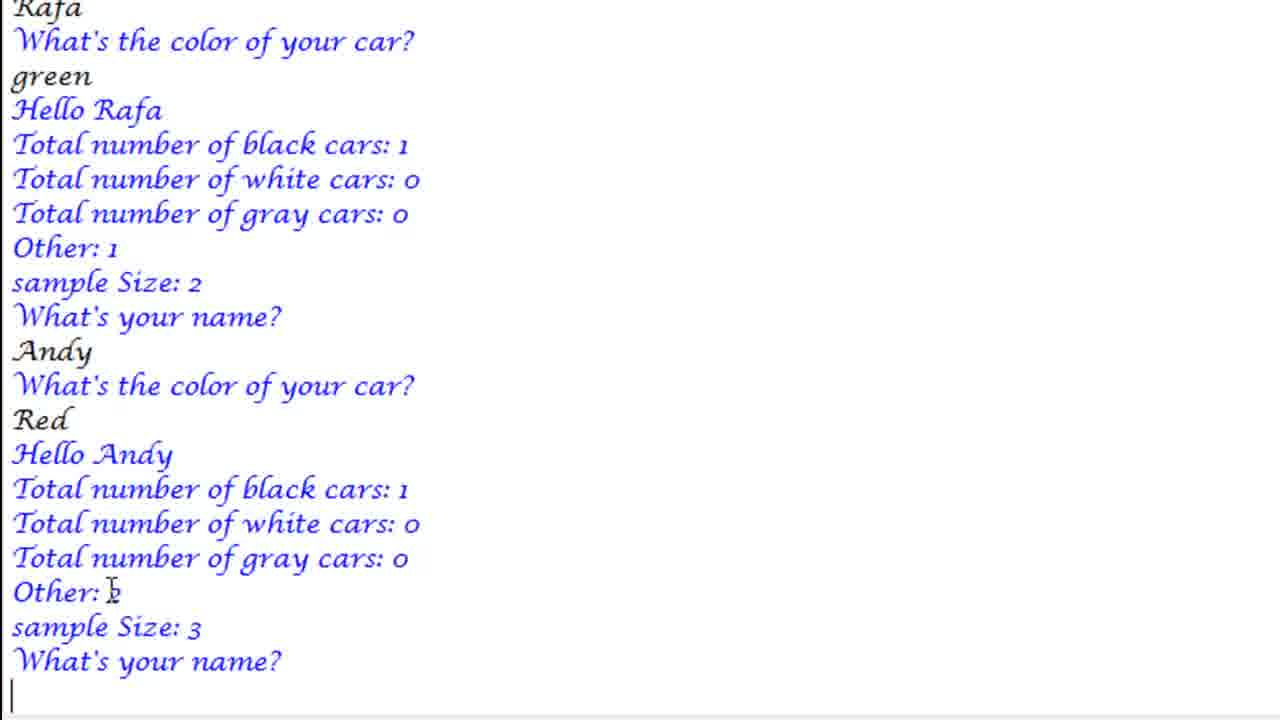 Rafa
What's the color of your car?
green
Hello Rafa
Total number of black cars: 1
Total number of white cars: 0
Total number of gray cars: 0
Other: 1
sample Size: 2
What's your name?
Andy
What's the color of your car?
Red
Hello Andy
Total number of black cars: 1
Total number of white cars: 0
Total number of gray cars: 0
Other: 2
sample Size: 3
What's your name?